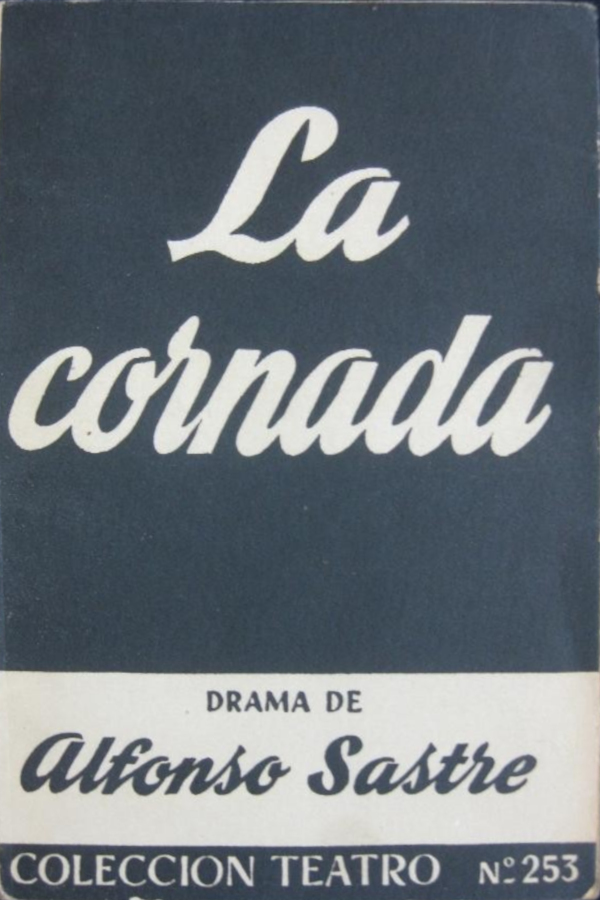 La
cornada
DRAMA DE
Alfonso Sastre
COLECCION TEATRO Nº 253